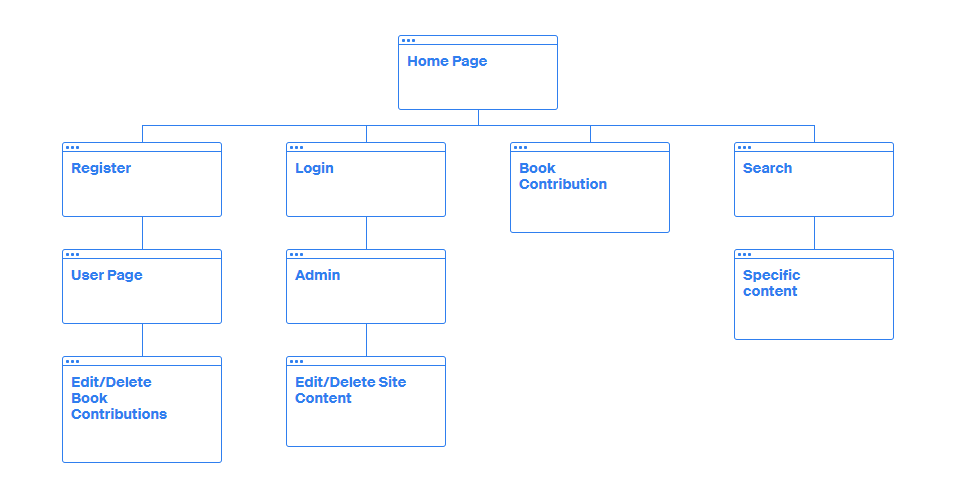 Home Page
Register
Login
Book
Contribution
Search
User Page
Admin
Specific
content
Edit/Delete
Book
Contributions
Edit/Delete Site
Content